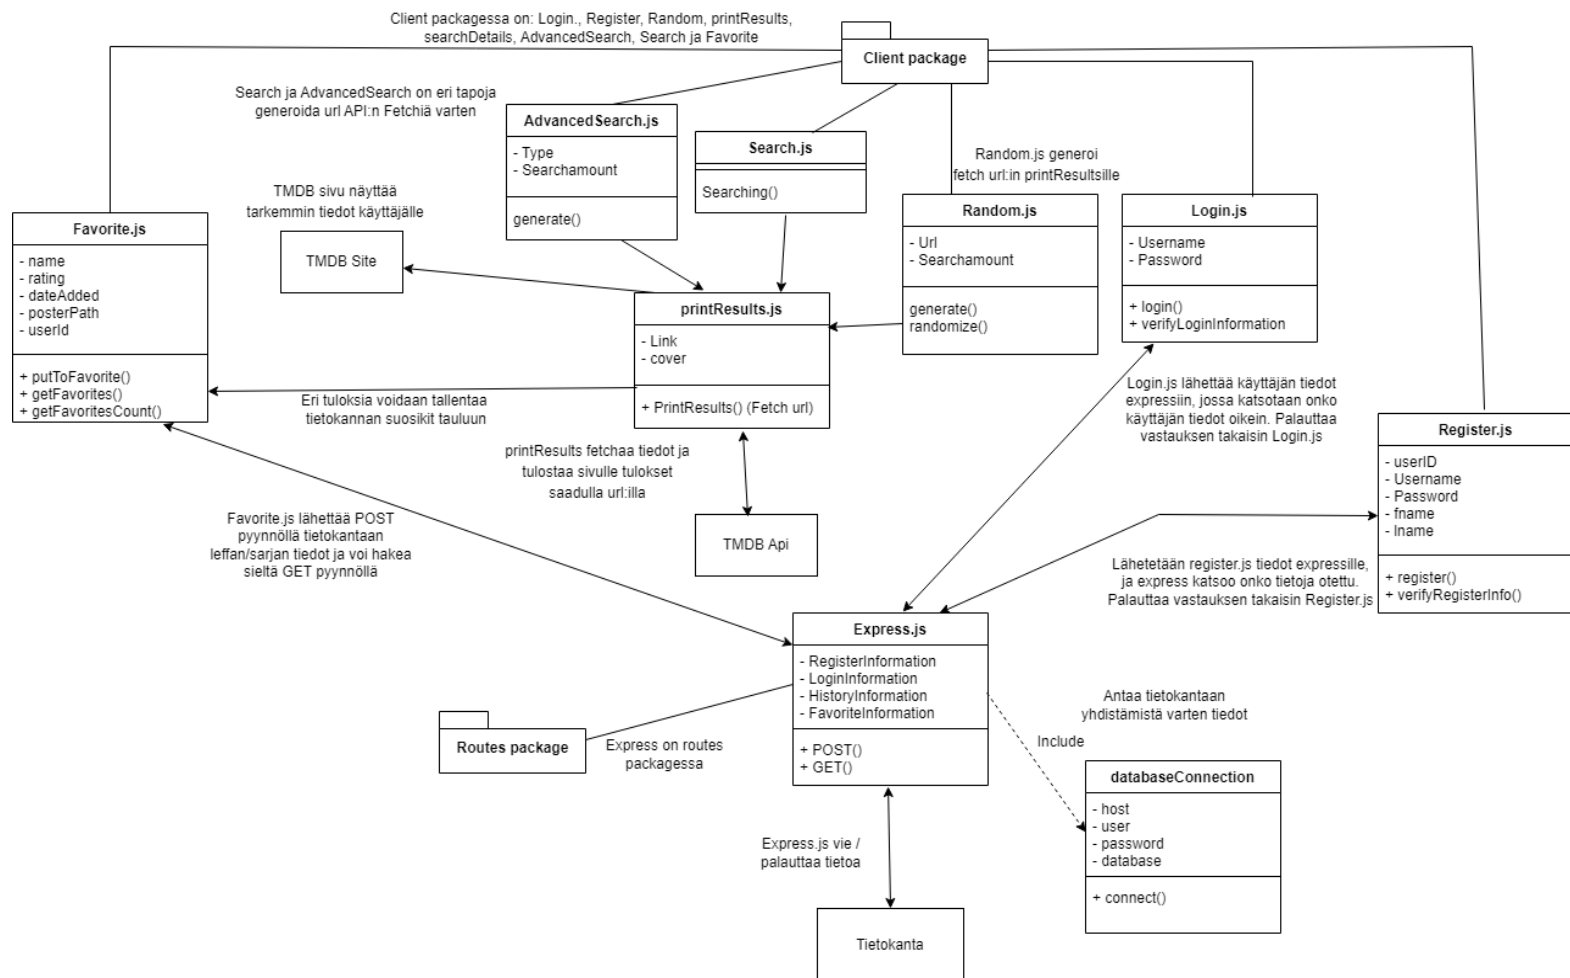 Client packagessa on: Login., Register, Random, printResults,
searchDetails, AdvancedSearch, Search ja Favorite
Client package
Search ja AdvancedSearch on eri tapoja
generoida url API:n Fetchiä varten
AdvancedSearch.js
- Type
- Searchamount
generate()
Search.js
Searching()
Random.js generoi
fetch url:in printResultsille
TMDB sivu näyttää
tarkemmin tiedot käyttäjälle
TMDB Site
Favorite.js
- name
- rating
- dateAdded
- posterPath
- userId
+ putToFavorite()
+ getFavorites()
+ getFavoritesCount()
Random.js
- Url
- Searchamount
generate()
randomize()
Login.js
- Username
- Password
+ login()
+ verifyLoginInformation
printResults.js
- Link
- cover
+ PrintResults() (Fetch url)
Eri tuloksia voidaan tallentaa
tietokannan suosikit tauluun
Login.js lähettää käyttäjän tiedot
expressiin, jossa katsotaan onko
käyttäjän tiedot oikein. Palauttaa
vastauksen takaisin Login.js
printResults fetchaa tiedot ja
tulostaa sivulle tulokset
saadulla url:illa
Register.js
- userID
- Username
- Password
- fname
- lname
+ register()
+ verifyRegisterInfo()
Favorite.js lähettää POST
pyynnöllä tietokantaan
leffan/sarjan tiedot ja voi hakea
sieltä GET pyynnöllä
TMDB Api
Lähetetään register.js tiedot expressille,
ja express katsoo onko tietoja otettu.
Palauttaa vastauksen takaisin Register.js
Express.js
- RegisterInformation
- LoginInformation
- HistoryInformation
- FavoriteInformation
+ POST()
+ GET()
Routes package
Express on routes
packagessa
Antaa tietokantaan
yhdistämistä varten tiedot
Include
databaseConnection
- host
- user
- password
- database
+ connect()
Express.js vie /
palauttaa tietoa
Tietokanta